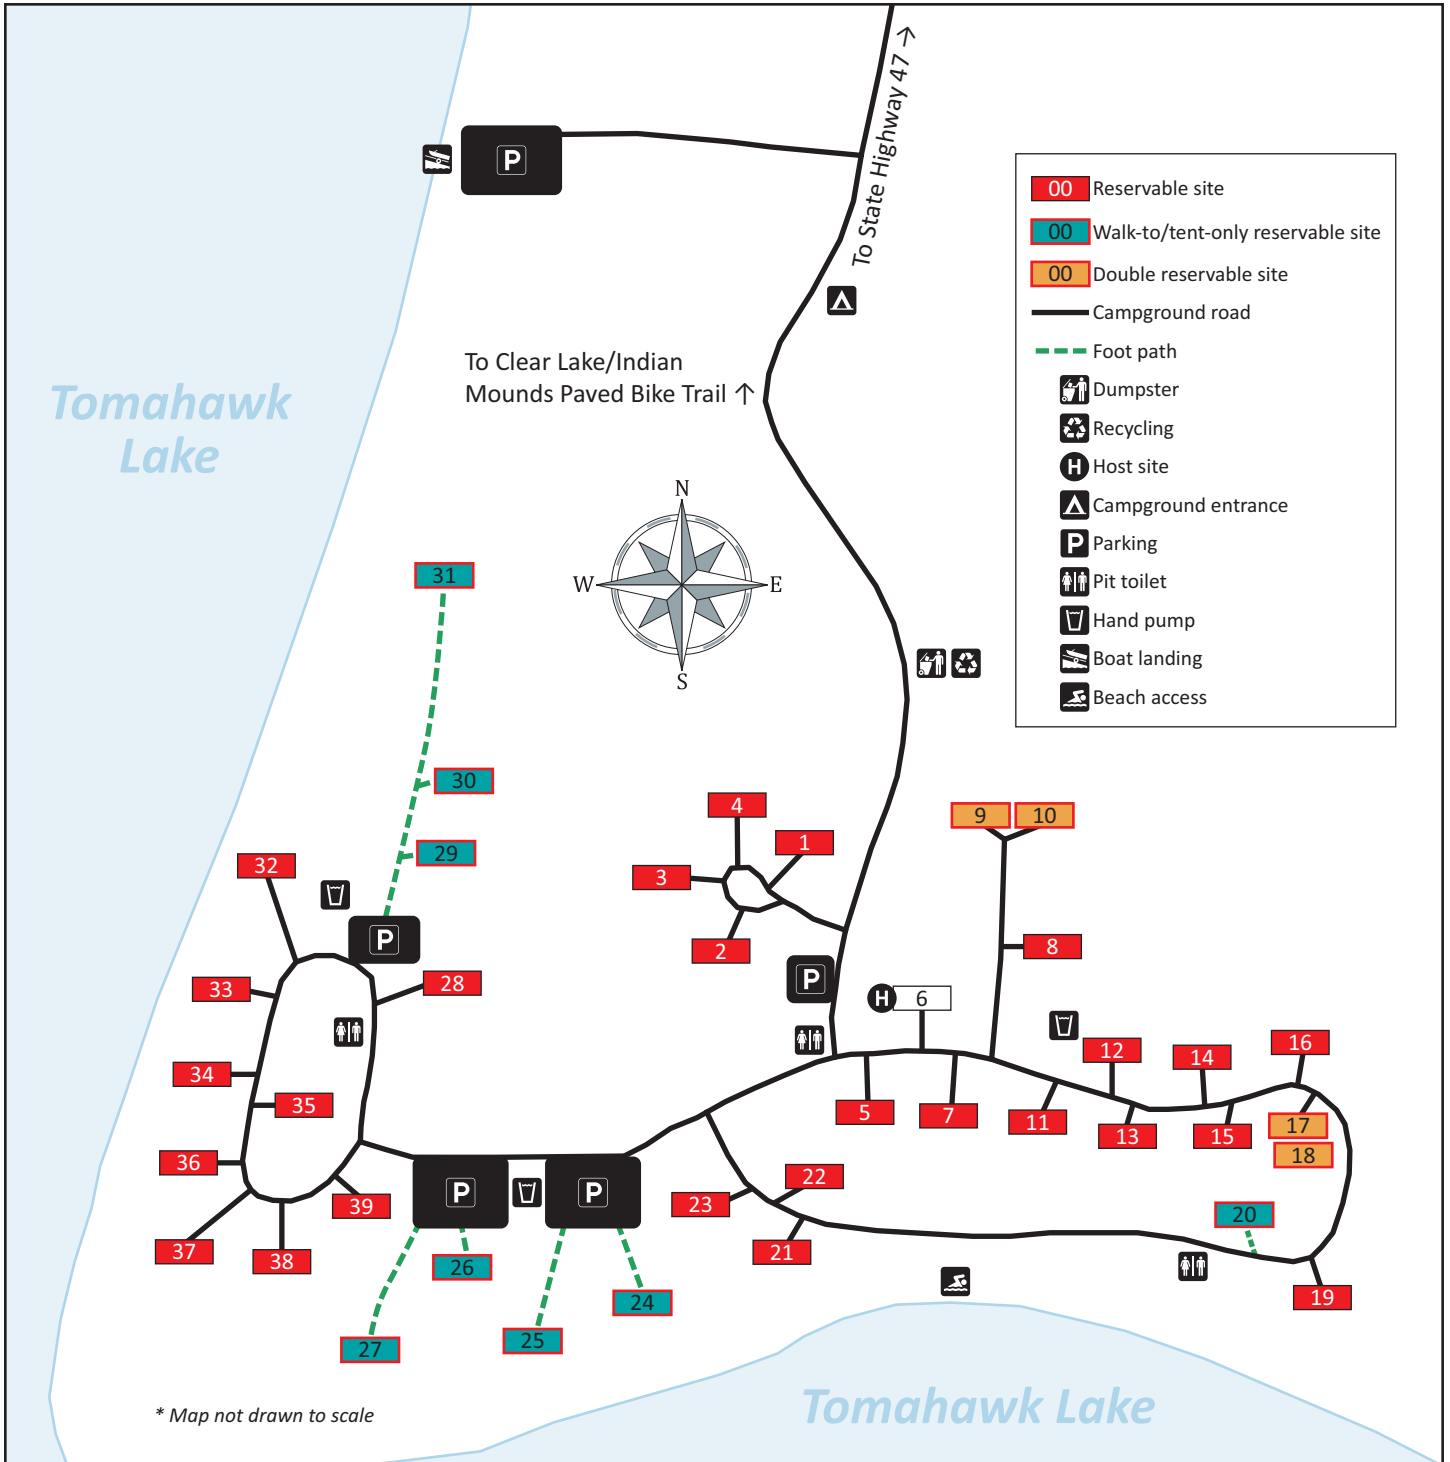 To State Highway 47 →
P
00 Reservable site
00 Walk-to/tent-only reservable site
00 Double reservable site
Campground road
Foot path
Dumpster
Recycling
H Host site
Campground entrance
P Parking
Pit toilet
Hand pump
Boat landing
Beach access
To Clear Lake/Indian
Mounds Paved Bike Trail ↑
Tomahawk
Lake
N
W E
S
31
30
29
4
1
3
2
9 10
8
32
P
33
28
P
H 6
34
35
36
37
38
39
5
7
11
12
13
14
15
16
17
18
P
P
22
23
21
20
19
26
27
25
24
* Map not drawn to scale
Tomahawk Lake